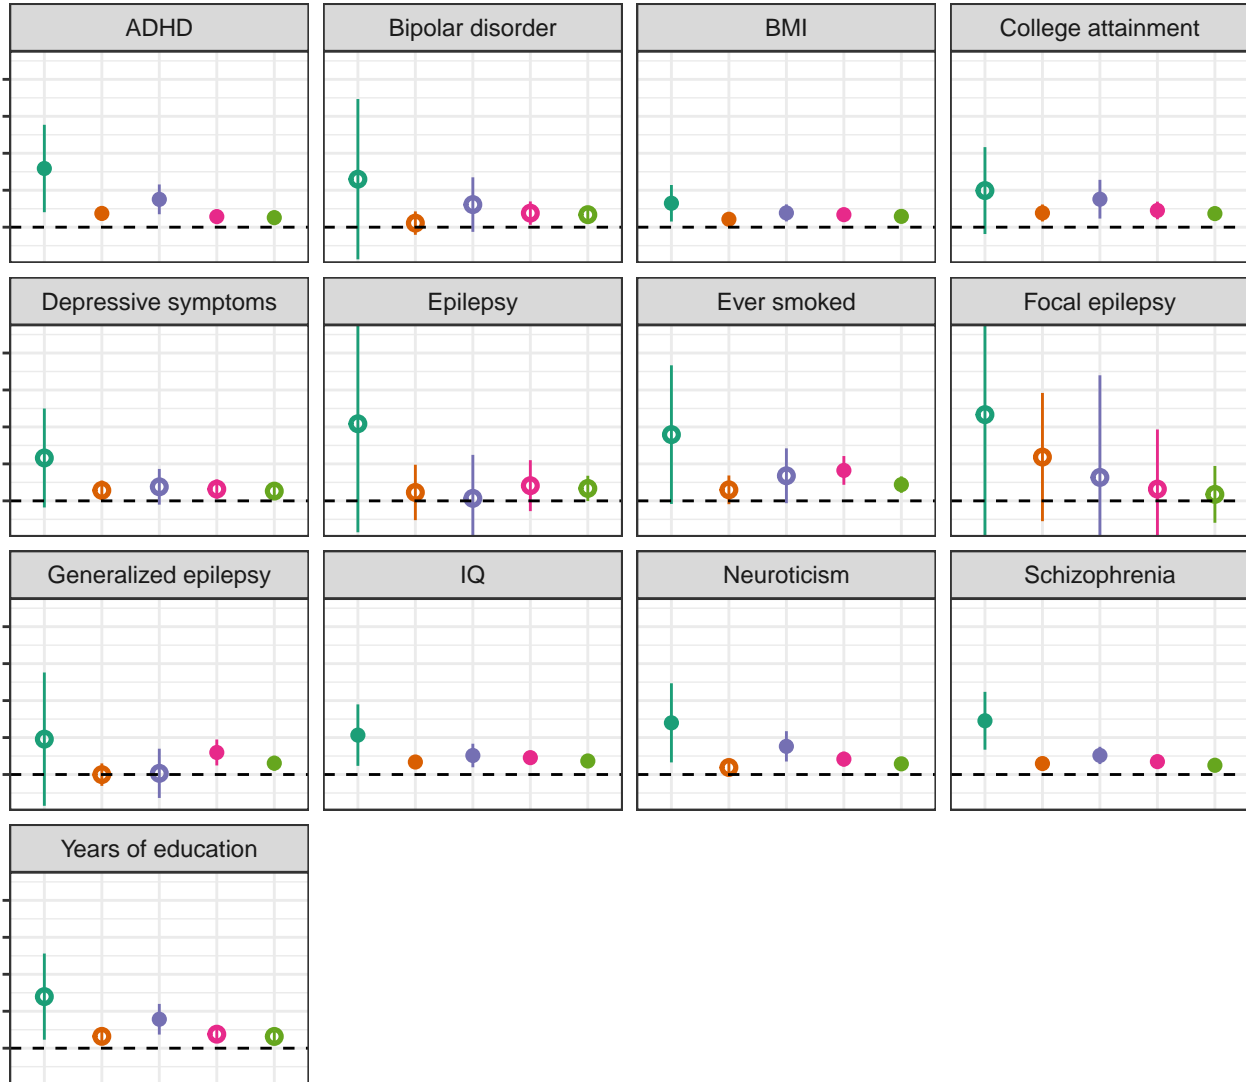 ADHD
Bipolar disorder
BMI
College attainment
Depressive symptoms
Epilepsy
Ever smoked
Focal epilepsy
Generalized epilepsy
IQ
Neuroticism
Schizophrenia
Years of education